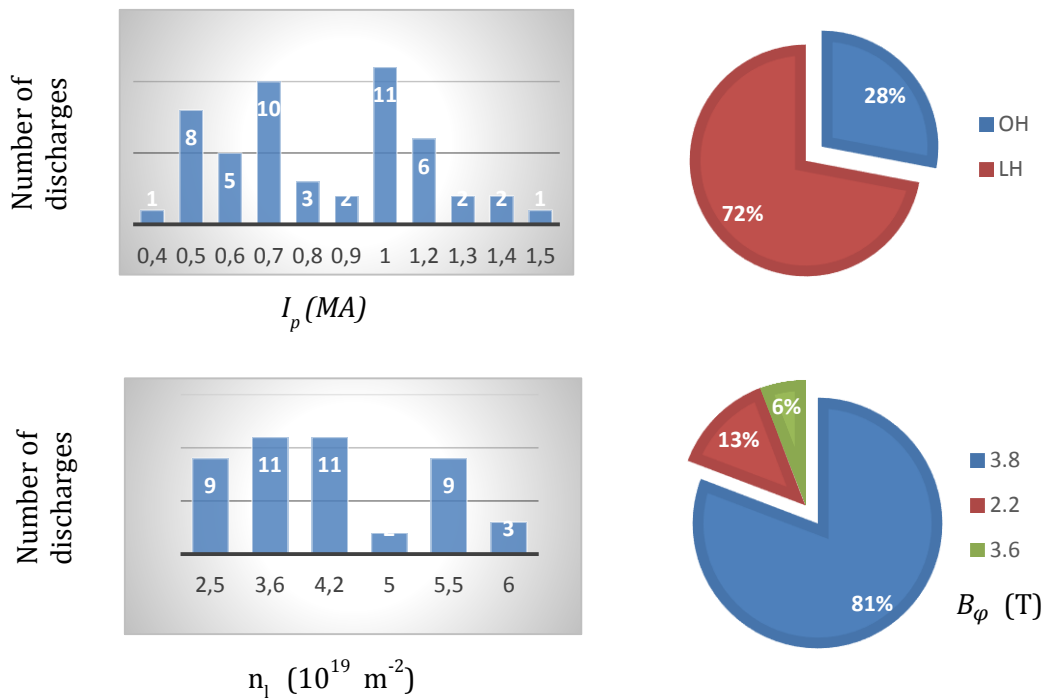 Number of
discharges
1
8
5
10
3
2
11
6
2
2
1
0,4 0,5 0,6 0,7 0,8 0,9 1 1,2 1,3 1,4 1,5
I_p (MA)
28%
72%
OH
LH
Number of
discharges
9
11
11
2
9
3
2,5 3,6 4,2 5 5,5 6
n_l (10^19 m^-2)
6%
13%
81%
3.8
2.2
3.6
B_φ (T)